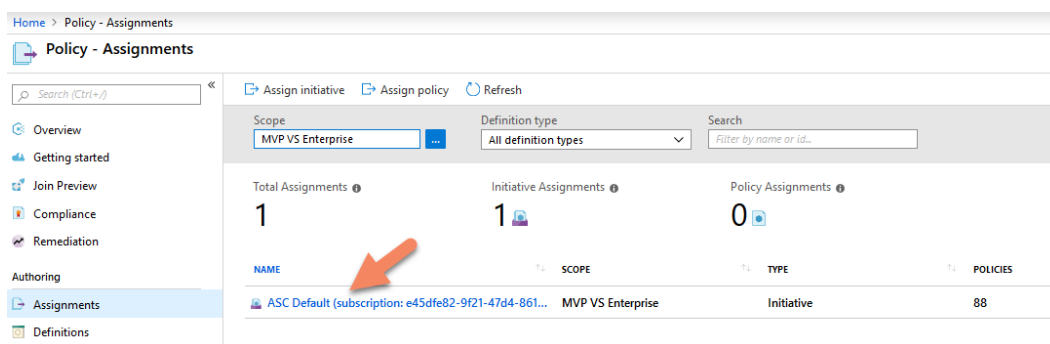 Home > Policy - Assignments
Policy - Assignments
Search (Ctrl+/)
«
Assign initiative Assign policy Refresh
Scope Definition type Search
MVP VS Enterprise ... All definition types Filter by name or id...
Overview
Getting started
Join Preview
Compliance
Remediation
Authoring
Assignments
Definitions
Total Assignments Initiative Assignments Policy Assignments
1 1 0
NAME SCOPE TYPE POLICIES
ASC Default (subscription: e45dfe82-9f21-47d4-861... MVP VS Enterprise Initiative 88